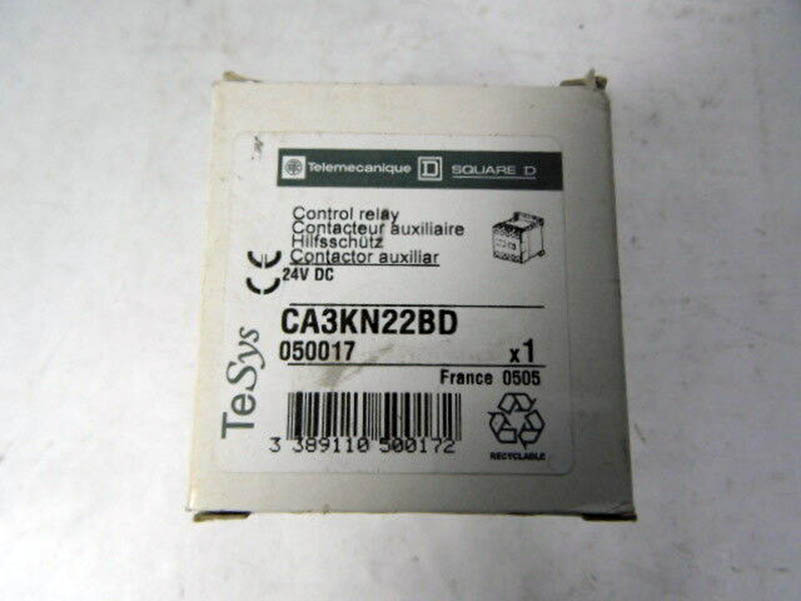 Telemecanique D SQUARE D
Control relay
Contacteur auxiliaire
Hilfsschütz
Contactor auxiliar
CE
24V DC
CA3KN22BD
050017 x1
France 0505
TeSys
3 389110 500172
RECYCLABLE